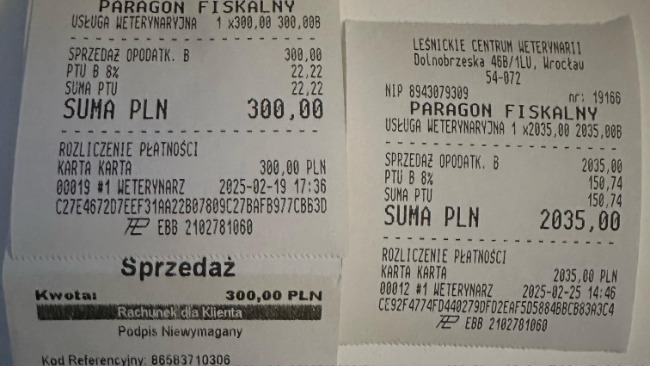 PARAGON FISKALNY
USŁUGA WETERYNARYJNA 1 x300,00 300,00B
SPRZEDAŻ OPODATK. B 300,00
PTU B 8% 22,22
SUMA PTU 22,22
SUMA PLN 300,00
ROZLICZENIE PŁATNOŚCI
KARTA KARTA 300,00 PLN
00019 #1 WETERYNARZ 2025-02-19 17:36
C27E4672D7EEF31AA22B07809C27BAFB977CBB3D
EBB 2102781060
Sprzedaż
Kwota: 300,00 PLN
Rachunek dla Klienta
Podpis Niewymagany
Kod Referencyjny: 86583710306
LEŚNICKIE CENTRUM WETERYNARII
Dolnobrzeska 46B/1LU, Wrocław
54-072
NIP 8943079309 nr: 19166
PARAGON FISKALNY
USŁUGA WETERYNARYJNA 1 x2035,00 2035,00B
SPRZEDAŻ OPODATK. B 2035,00
PTU B 8% 150,74
SUMA PTU 150,74
SUMA PLN 2035,00
ROZLICZENIE PŁATNOŚCI
KARTA KARTA 2035,00 PLN
00012 #1 WETERYNARZ 2025-02-25 14:46
CE92F4774FD440279DFD2EAF5D5884BBCB83A3C4
EBB 2102781060